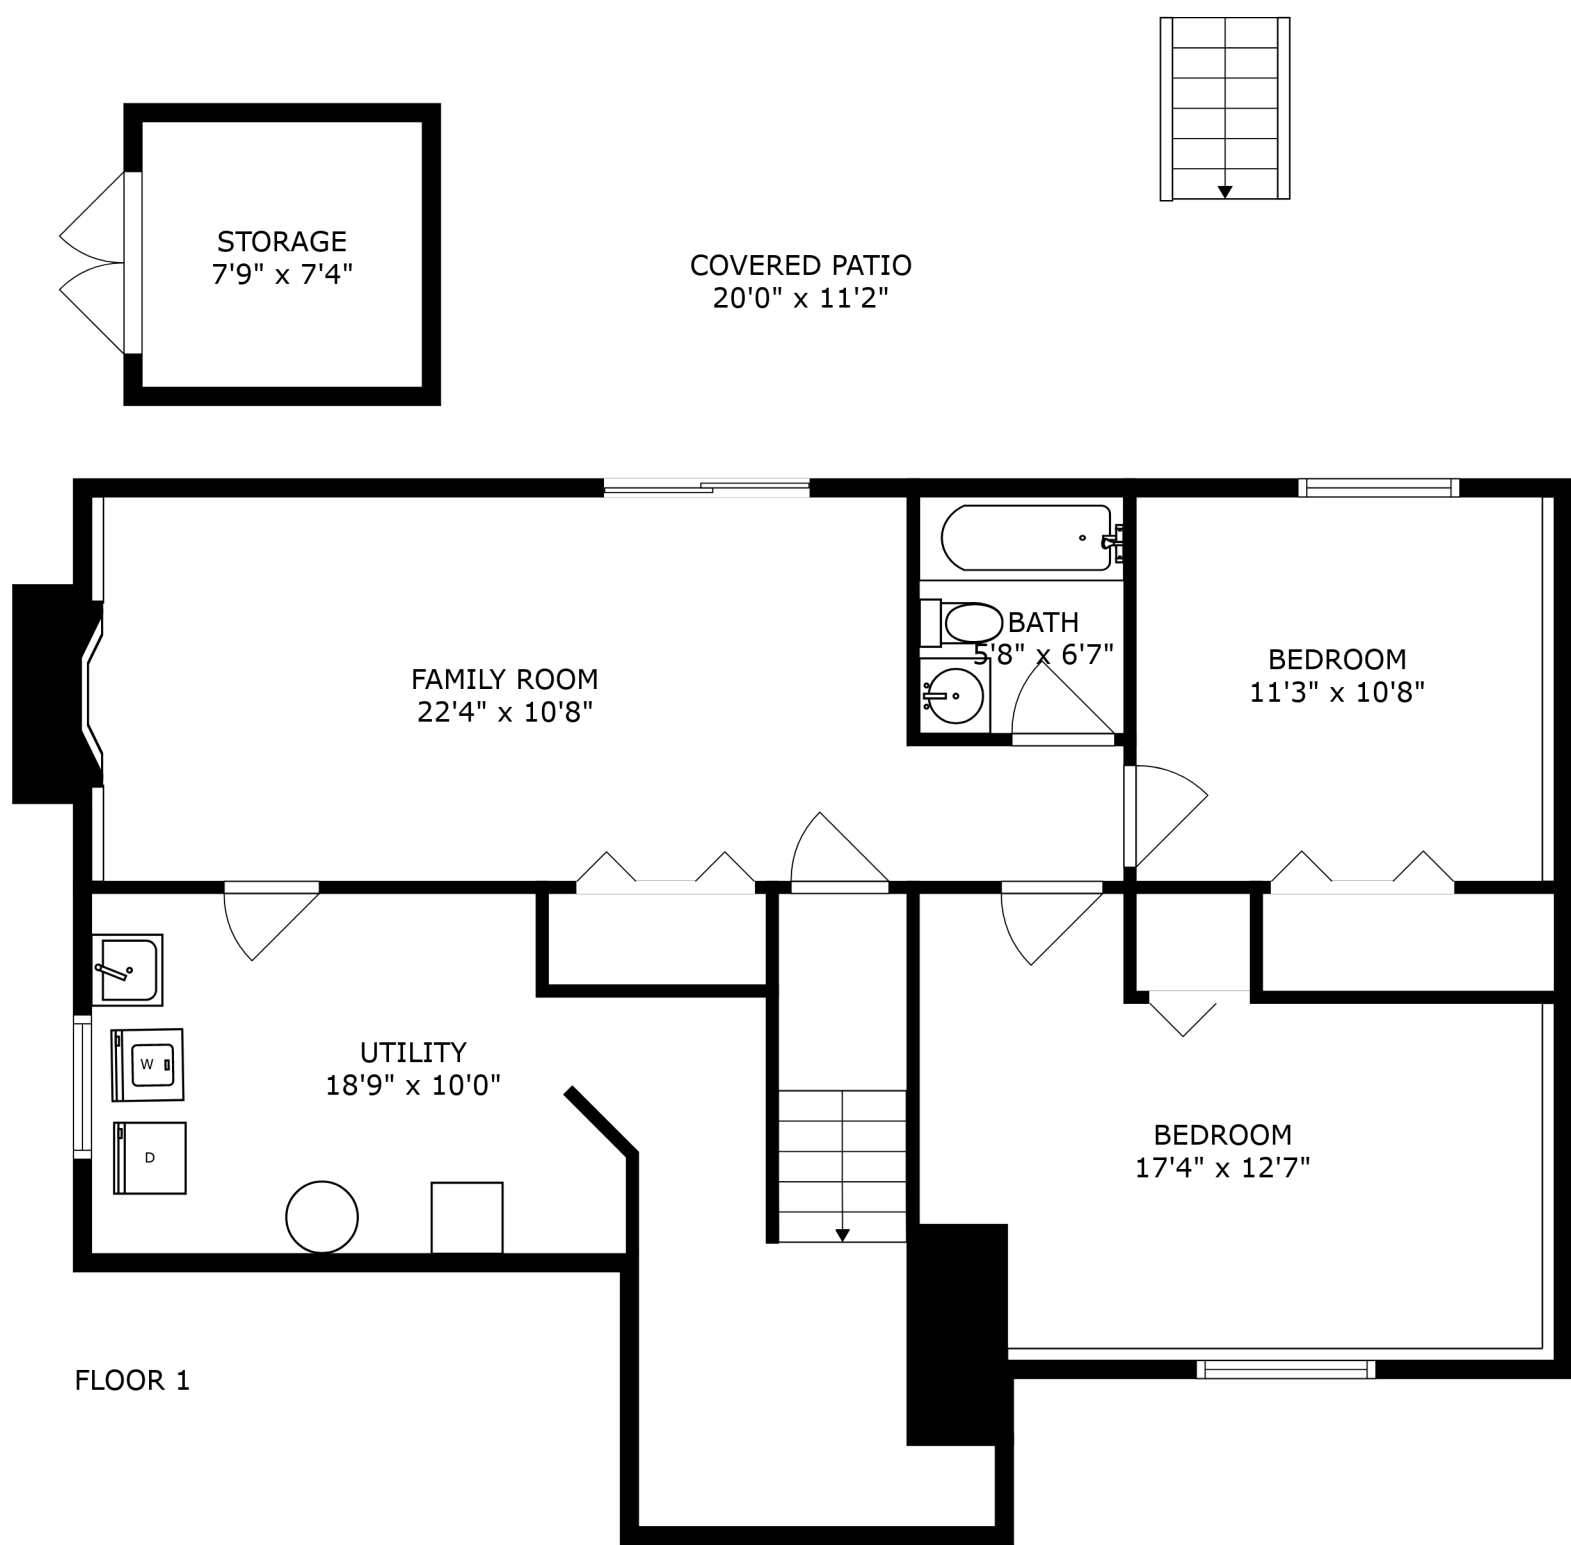 STORAGE
7'9" x 7'4"
COVERED PATIO
20'0" x 11'2"
FAMILY ROOM
22'4" x 10'8"
BATH
5'8" x 6'7"
BEDROOM
11'3" x 10'8"
UTILITY
18'9" x 10'0"
W
D
BEDROOM
17'4" x 12'7"
FLOOR 1